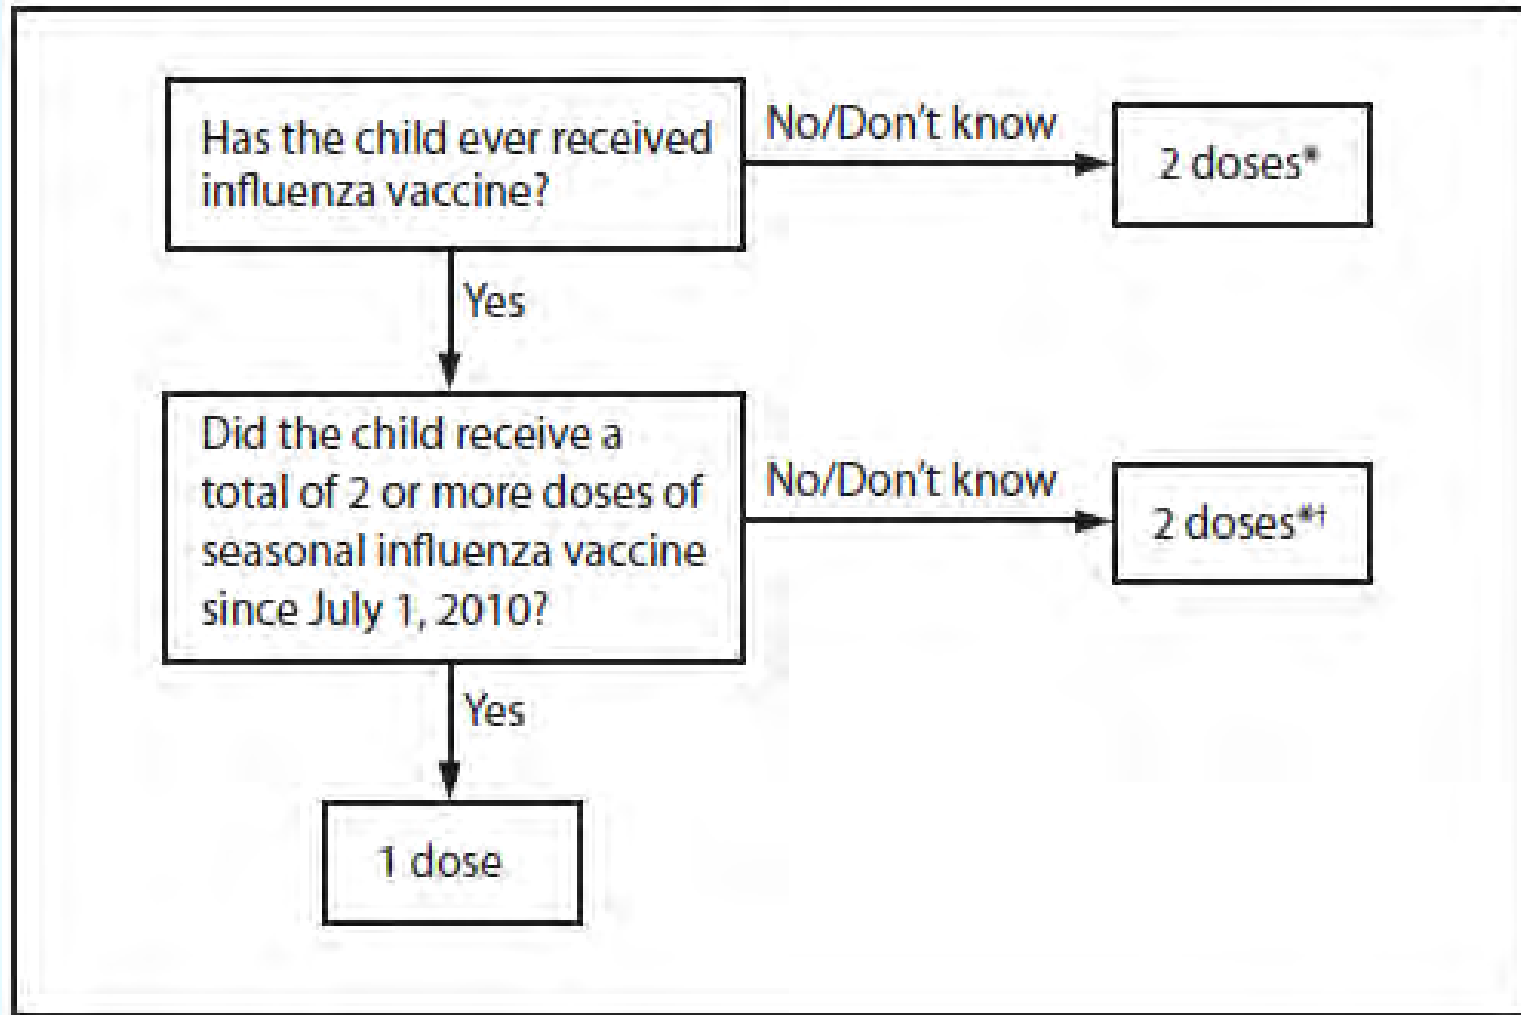 Has the child ever received
influenza vaccine?
No/Don't know
2 doses*
Yes
Did the child receive a
total of 2 or more doses of
seasonal influenza vaccine
since July 1, 2010?
No/Don't know
2 doses*†
Yes
1 dose